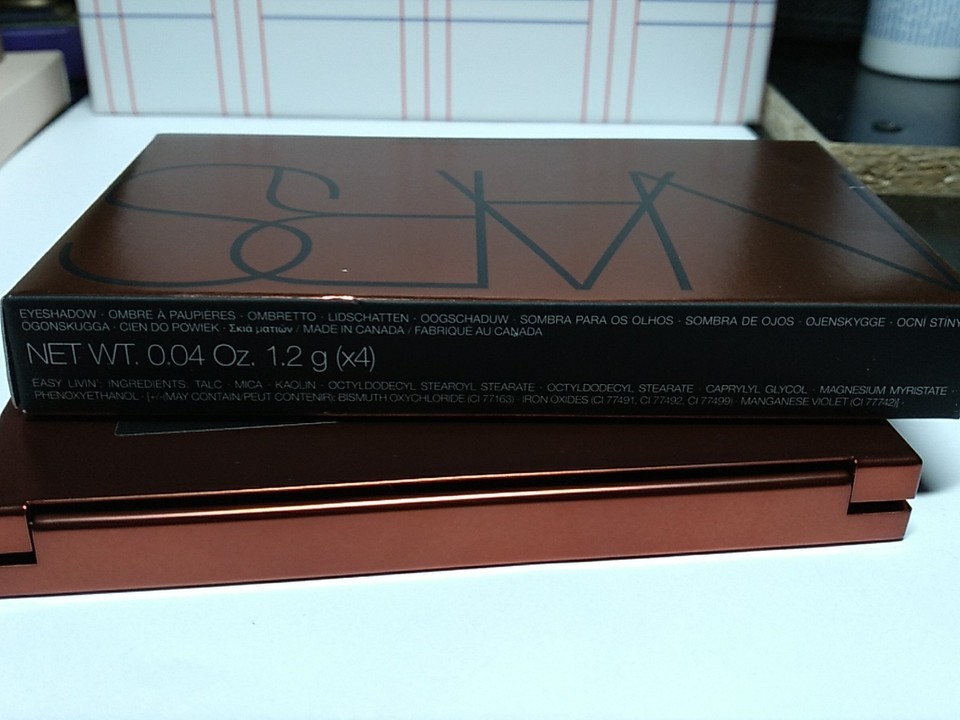 NARS
EYESHADOW · OMBRE À PAUPIÈRES · OMBRETTO · LIDSCHATTEN · OOGSCHADUW · SOMBRA PARA OS OLHOS · SOMBRA DE OJOS · ØJENSKYGGE · OCNÍ STÍNY
ÖGONSKUGGA · CIEN DO POWIEK · Σκιά ματιών / MADE IN CANADA / FABRIQUÉ AU CANADA
NET WT. 0.04 Oz. 1.2 g (x4)
EASY LIVIN': INGREDIENTS: TALC · MICA · KAOLIN · OCTYLDODECYL STEAROYL STEARATE · OCTYLDODECYL STEARATE · CAPRYLYL GLYCOL · MAGNESIUM MYRISTATE ·
PHENOXYETHANOL · [+/-(MAY CONTAIN/PEUT CONTENIR): BISMUTH OXYCHLORIDE (CI 77163) · IRON OXIDES (CI 77491, CI 77492, CI 77499) · MANGANESE VIOLET (CI 77742)]